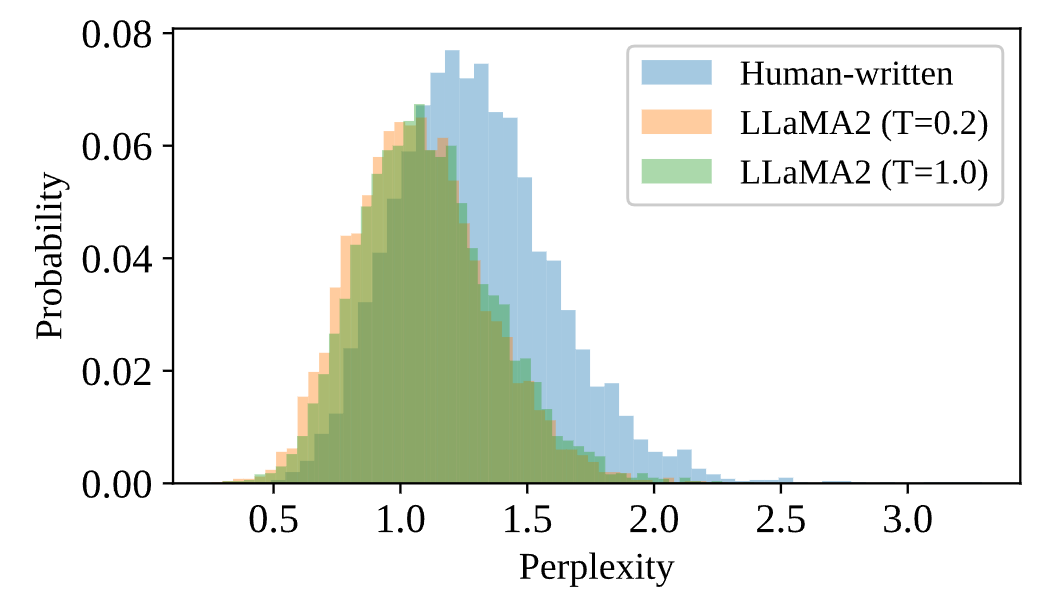 0.08
0.06
0.04
0.02
0.00
Probability
0.5 1.0 1.5 2.0 2.5 3.0
Perplexity
Human-written
LLaMA2 (T=0.2)
LLaMA2 (T=1.0)